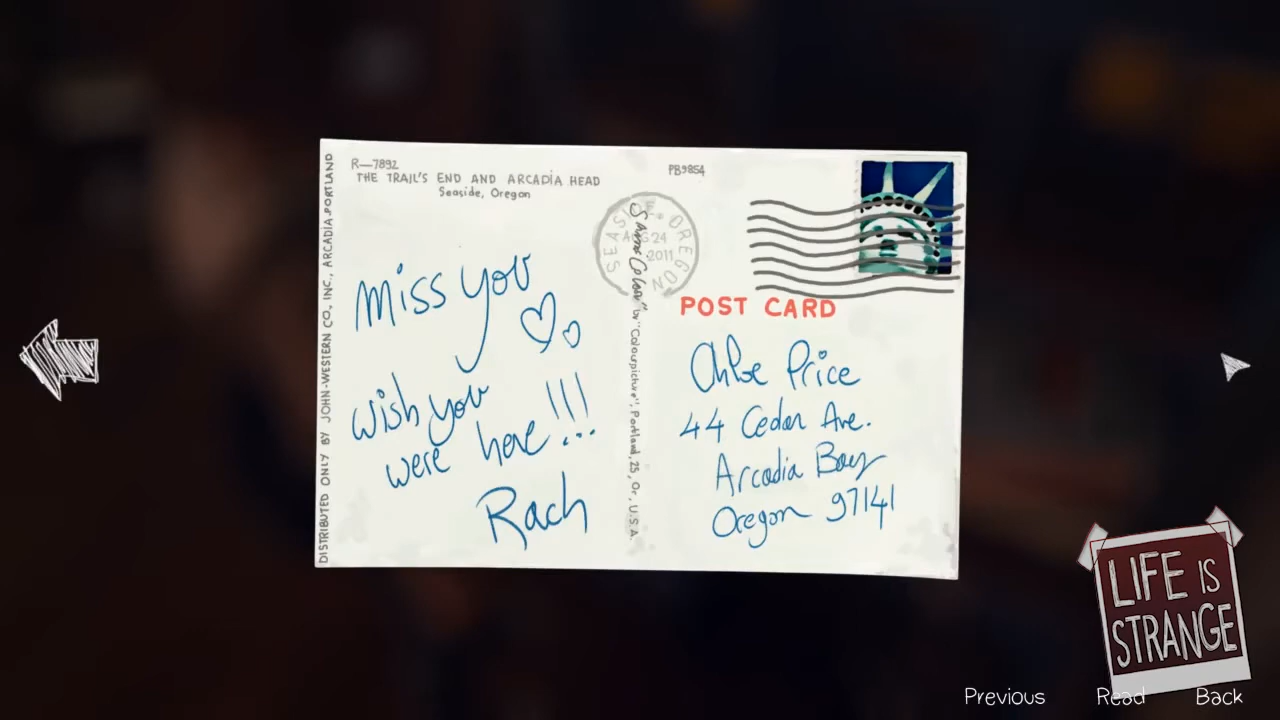 R—7892
THE TRAIL'S END AND ARCADIA HEAD
Seaside, Oregon
PB9854
DISTRIBUTED ONLY BY JOHN-WESTERN CO., INC., ARCADIA-PORTLAND
SEASIDE OREGON
AUG 24
2011
by "Colourpicture", Portland, 25, Or, U.S.A.
miss you
wish you
were here!!!
Rach
POST CARD
Chloe Price
44 Cedar Ave.
Arcadia Bay
Oregon 97141
LIFE IS
STRANGE
Previous
Read
Back